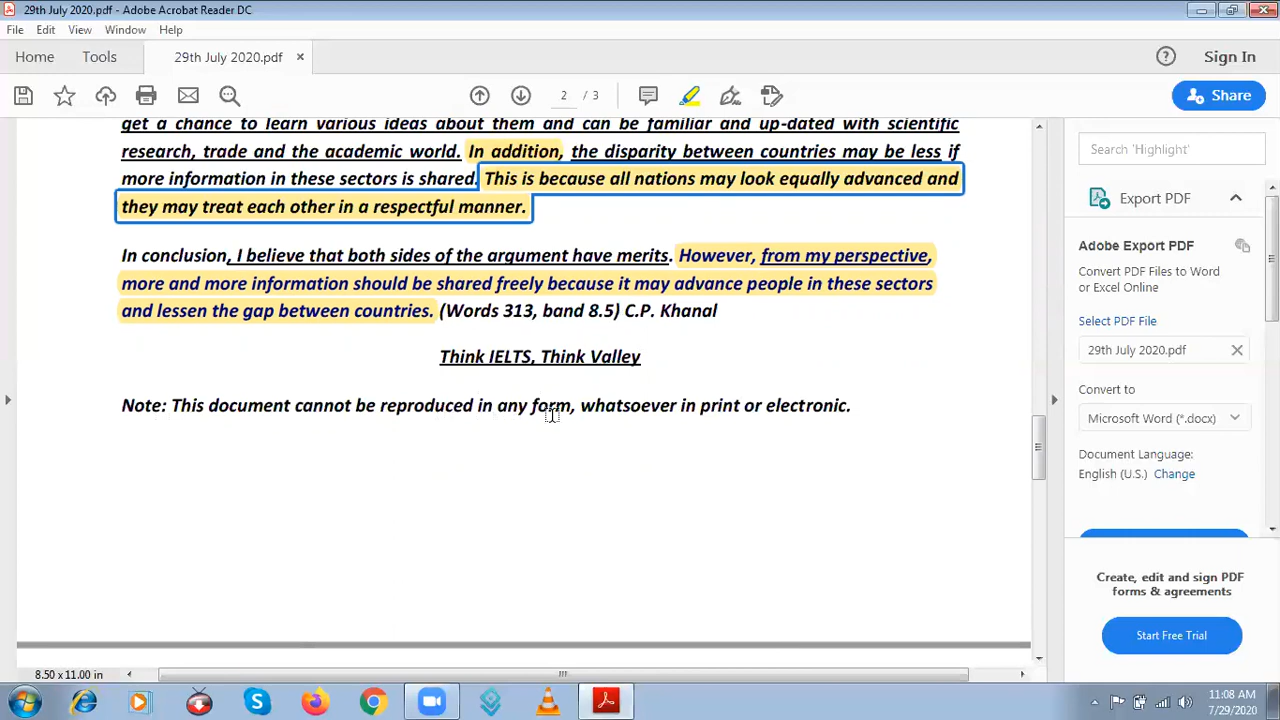 29th July 2020.pdf - Adobe Acrobat Reader DC
File Edit View Window Help
Home Tools 29th July 2020.pdf × Sign In
2 / 3 Share
get a chance to learn various ideas about them and can be familiar and up-dated with scientific
research, trade and the academic world. In addition, the disparity between countries may be less if
more information in these sectors is shared. This is because all nations may look equally advanced and
they may treat each other in a respectful manner.
In conclusion, I believe that both sides of the argument have merits. However, from my perspective,
more and more information should be shared freely because it may advance people in these sectors
and lessen the gap between countries. (Words 313, band 8.5) C.P. Khanal
Think IELTS, Think Valley
Note: This document cannot be reproduced in any form, whatsoever in print or electronic.
8.50 x 11.00 in
Search 'Highlight'
Export PDF
Adobe Export PDF
Convert PDF Files to Word
or Excel Online
Select PDF File
29th July 2020.pdf
Convert to
Microsoft Word (*.docx)
Document Language:
English (U.S.) Change
Create, edit and sign PDF
forms & agreements
Start Free Trial
11:08 AM
7/29/2020